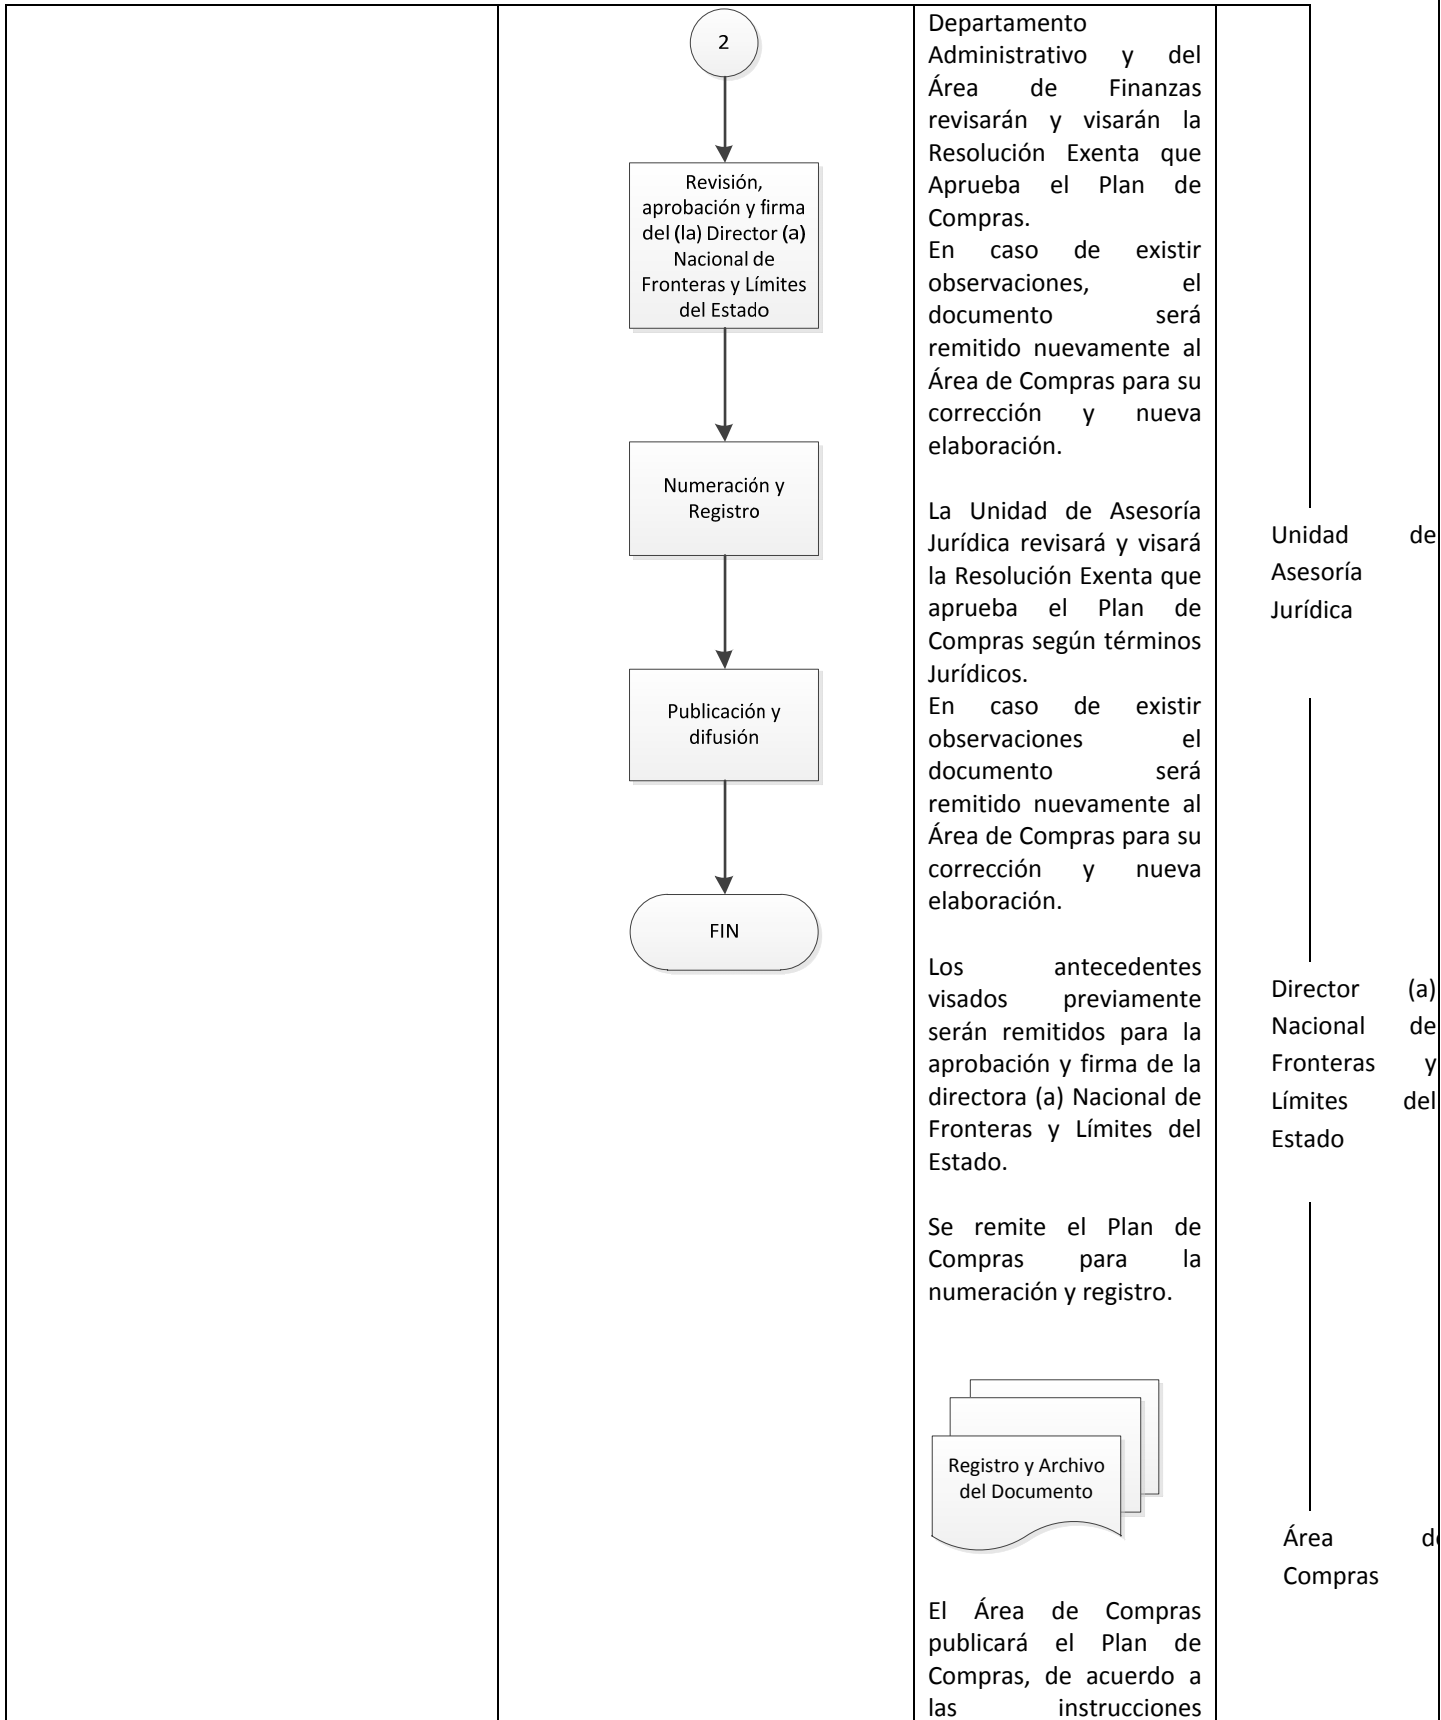 2
Revisión,
aprobación y firma
del (la) Director (a)
Nacional de
Fronteras y Límites
del Estado
Numeración y
Registro
Publicación y
difusión
FIN
Departamento
Administrativo y del
Área de Finanzas
revisarán y visarán la
Resolución Exenta que
Aprueba el Plan de
Compras.
En caso de existir
observaciones, el
documento será
remitido nuevamente al
Área de Compras para su
corrección y nueva
elaboración.
La Unidad de Asesoría
Jurídica revisará y visará
la Resolución Exenta que
aprueba el Plan de
Compras según términos
Jurídicos.
En caso de existir
observaciones el
documento será
remitido nuevamente al
Área de Compras para su
corrección y nueva
elaboración.
Los antecedentes
visados previamente
serán remitidos para la
aprobación y firma de la
directora (a) Nacional de
Fronteras y Límites del
Estado.
Se remite el Plan de
Compras para la
numeración y registro.
Registro y Archivo
del Documento
El Área de Compras
publicará el Plan de
Compras, de acuerdo a
las instrucciones
Unidad de
Asesoría
Jurídica
Director (a)
Nacional de
Fronteras y
Límites del
Estado
Área de
Compras